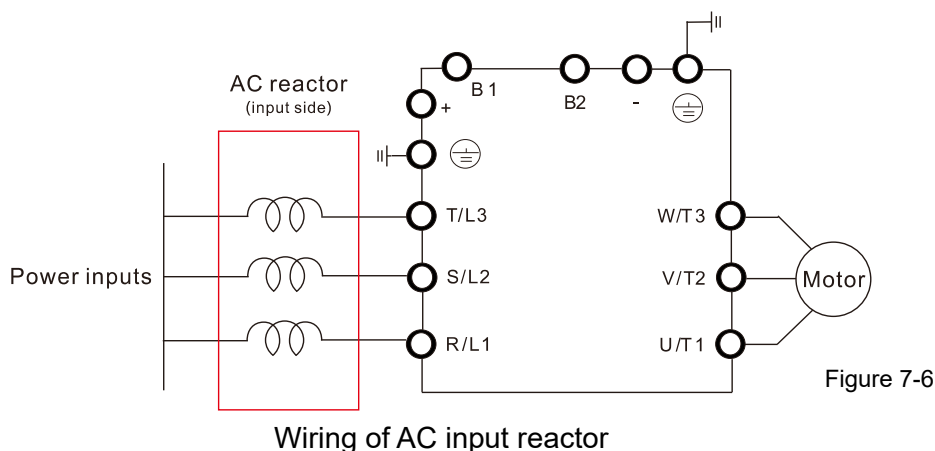 AC reactor
(input side)
B1
B2
-
+
T/L3
W/T3
Power inputs
S/L2
V/T2
Motor
R/L1
U/T1
Figure 7-6
Wiring of AC input reactor